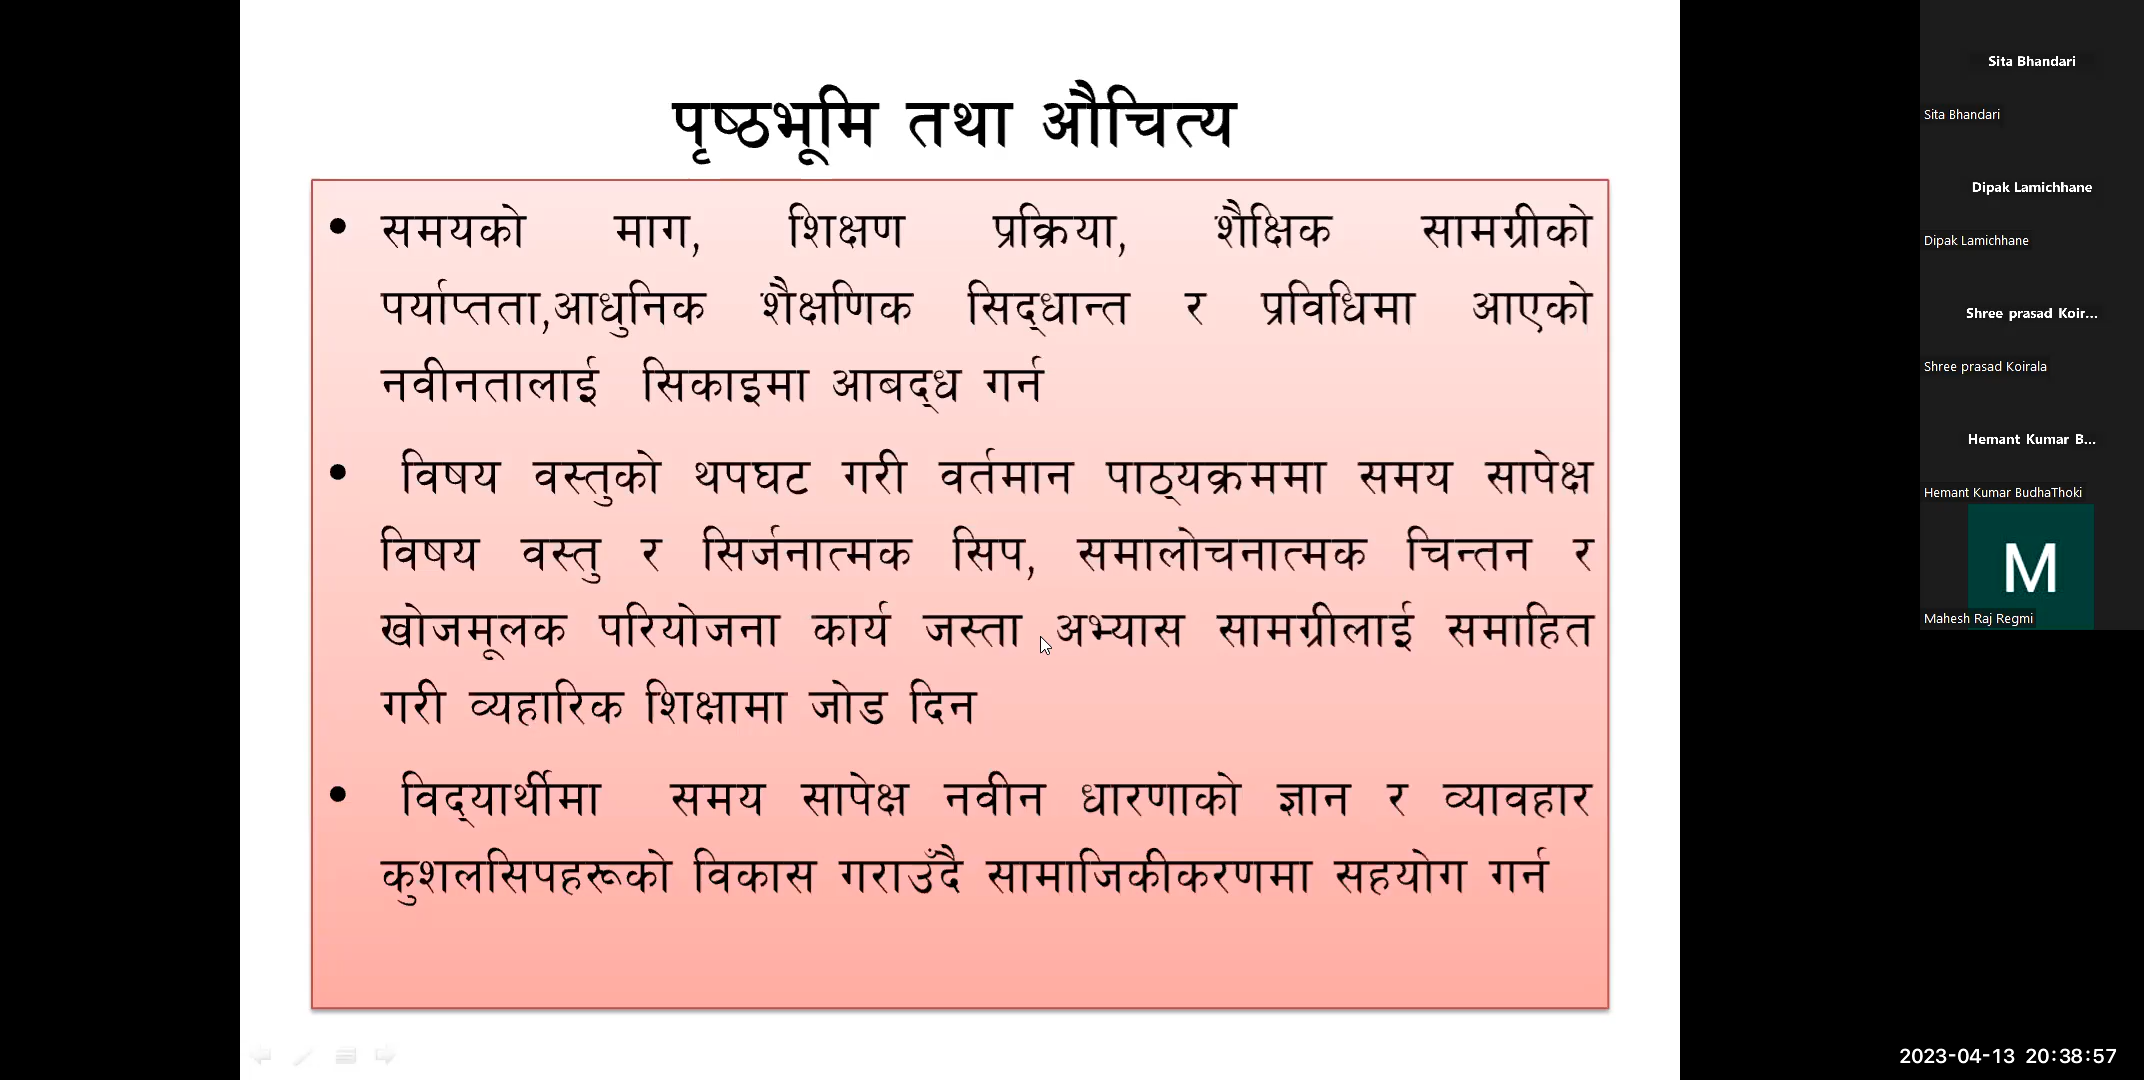 पृष्ठभूमि तथा औचित्य
• समयको माग, शिक्षण प्रक्रिया, शैक्षिक सामग्रीको
पर्याप्तता,आधुनिक शैक्षणिक सिद्धान्त र प्रविधिमा आएको
नवीनतालाई सिकाइमा आबद्ध गर्न
• विषय वस्तुको थपघट गरी वर्तमान पाठ्यक्रममा समय सापेक्ष
विषय वस्तु र सिर्जनात्मक सिप, समालोचनात्मक चिन्तन र
खोजमूलक परियोजना कार्य जस्ता अभ्यास सामग्रीलाई समाहित
गरी व्यहारिक शिक्षामा जोड दिन
• विद्यार्थीमा समय सापेक्ष नवीन धारणाको ज्ञान र व्यावहार
कुशलसिपहरूको विकास गराउँदै सामाजिकीकरणमा सहयोग गर्न
Sita Bhandari
Sita Bhandari
Dipak Lamichhane
Dipak Lamichhane
Shree prasad Koir...
Shree prasad Koirala
Hemant Kumar B...
Hemant Kumar BudhaThoki
M
Mahesh Raj Regmi
2023-04-13 20:38:57